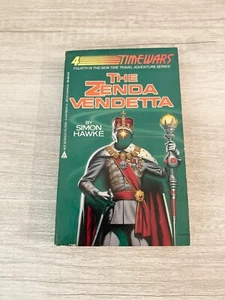 4 TIMEWARS
FOURTH IN THE NEW TIME TRAVEL ADVENTURE SERIES!
THE
ZENDA
VENDETTA
BY
SIMON
HAWKE